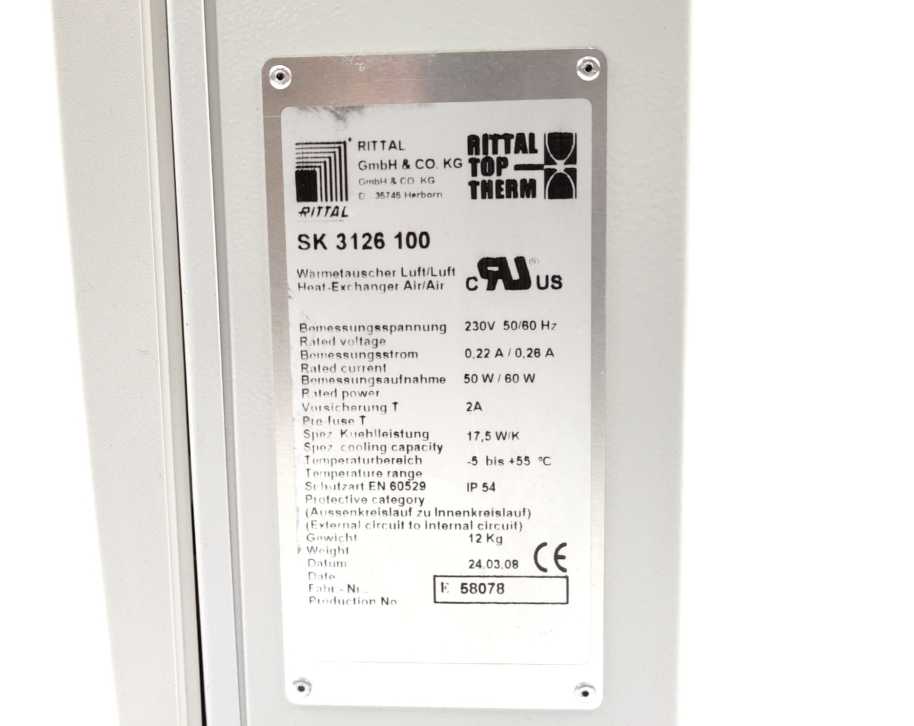 RITTAL
GmbH & CO. KG
GmbH & CO. KG
D 35745 Herborn
RITTAL
RITTAL
TOP
THERM
SK 3126 100
Wärmetauscher Luft/Luft
Heat-Exchanger Air/Air
C RU US
Bemessungsspannung 230V 50/60 Hz
Rated voltage
Bemessungsstrom 0,22 A / 0,26 A
Rated current
Bemessungsaufnahme 50 W / 60 W
Rated power
Vorsicherung T 2A
Pre-fuse T
Spez. Kuehlleistung 17,5 W/K
Spez. cooling capacity
Temperaturbereich -5 bis +55 °C
Temperature range
Schutzart EN 60529 IP 54
Protective category
(Aussenkreislauf zu Innenkreislauf)
(External circuit to internal circuit)
Gewicht 12 Kg
Weight
Datum 24.03.08 CE
Date
Fabr.-Nr. E 58078
Production No